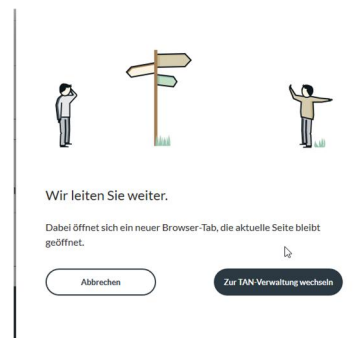 Wir leiten Sie weiter.
Dabei öffnet sich ein neuer Browser-Tab, die aktuelle Seite bleibt
geöffnet.
Abbrechen
Zur TAN-Verwaltung wechseln